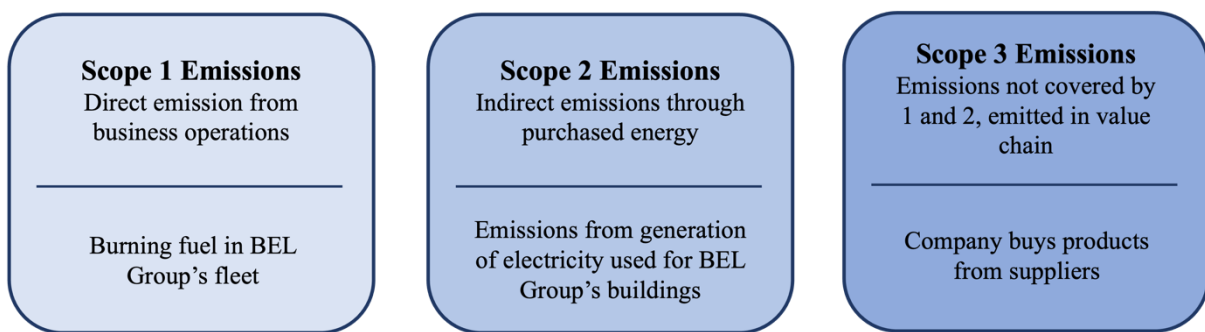 Scope 1 Emissions
Direct emission from
business operations
Burning fuel in BEL
Group’s fleet
Scope 2 Emissions
Indirect emissions through
purchased energy
Emissions from generation
of electricity used for BEL
Group’s buildings
Scope 3 Emissions
Emissions not covered by
1 and 2, emitted in value
chain
Company buys products
from suppliers